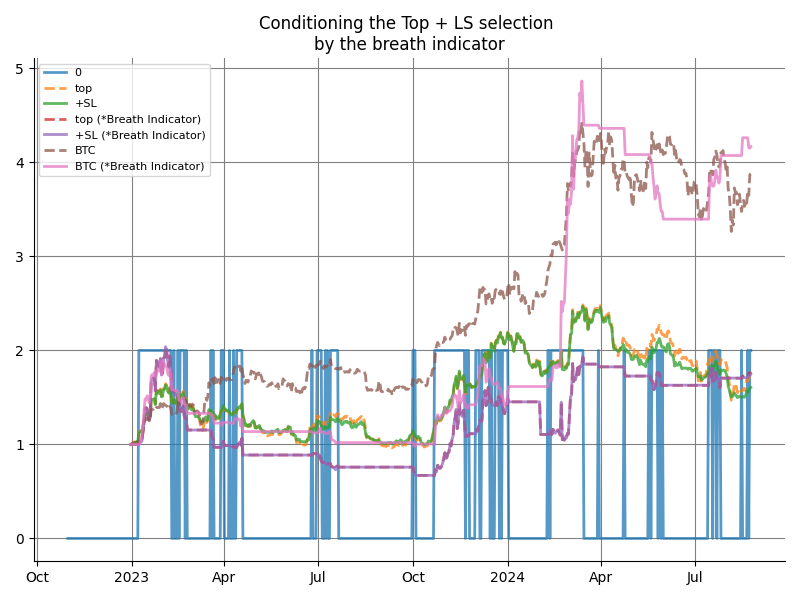 Conditioning the Top + LS selection
by the breath indicator
5
4
3
2
1
0
0
top
+SL
top (*Breath Indicator)
+SL (*Breath Indicator)
BTC
BTC (*Breath Indicator)
Oct
2023
Apr
Jul
Oct
2024
Apr
Jul